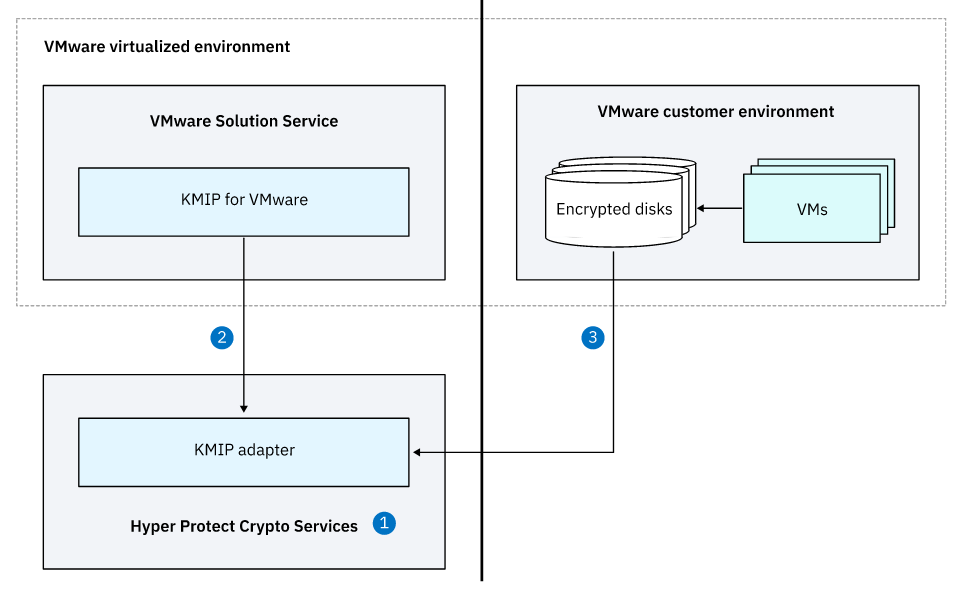 VMware virtualized environment
VMware Solution Service
KMIP for VMware
VMware customer environment
Encrypted disks
VMs
2
3
KMIP adapter
Hyper Protect Crypto Services 1